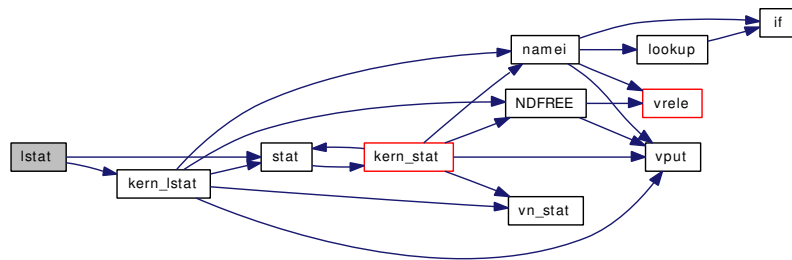 lstat
kern_lstat
stat
kern_stat
namei
NDFREE
vn_stat
lookup
vrele
vput
if